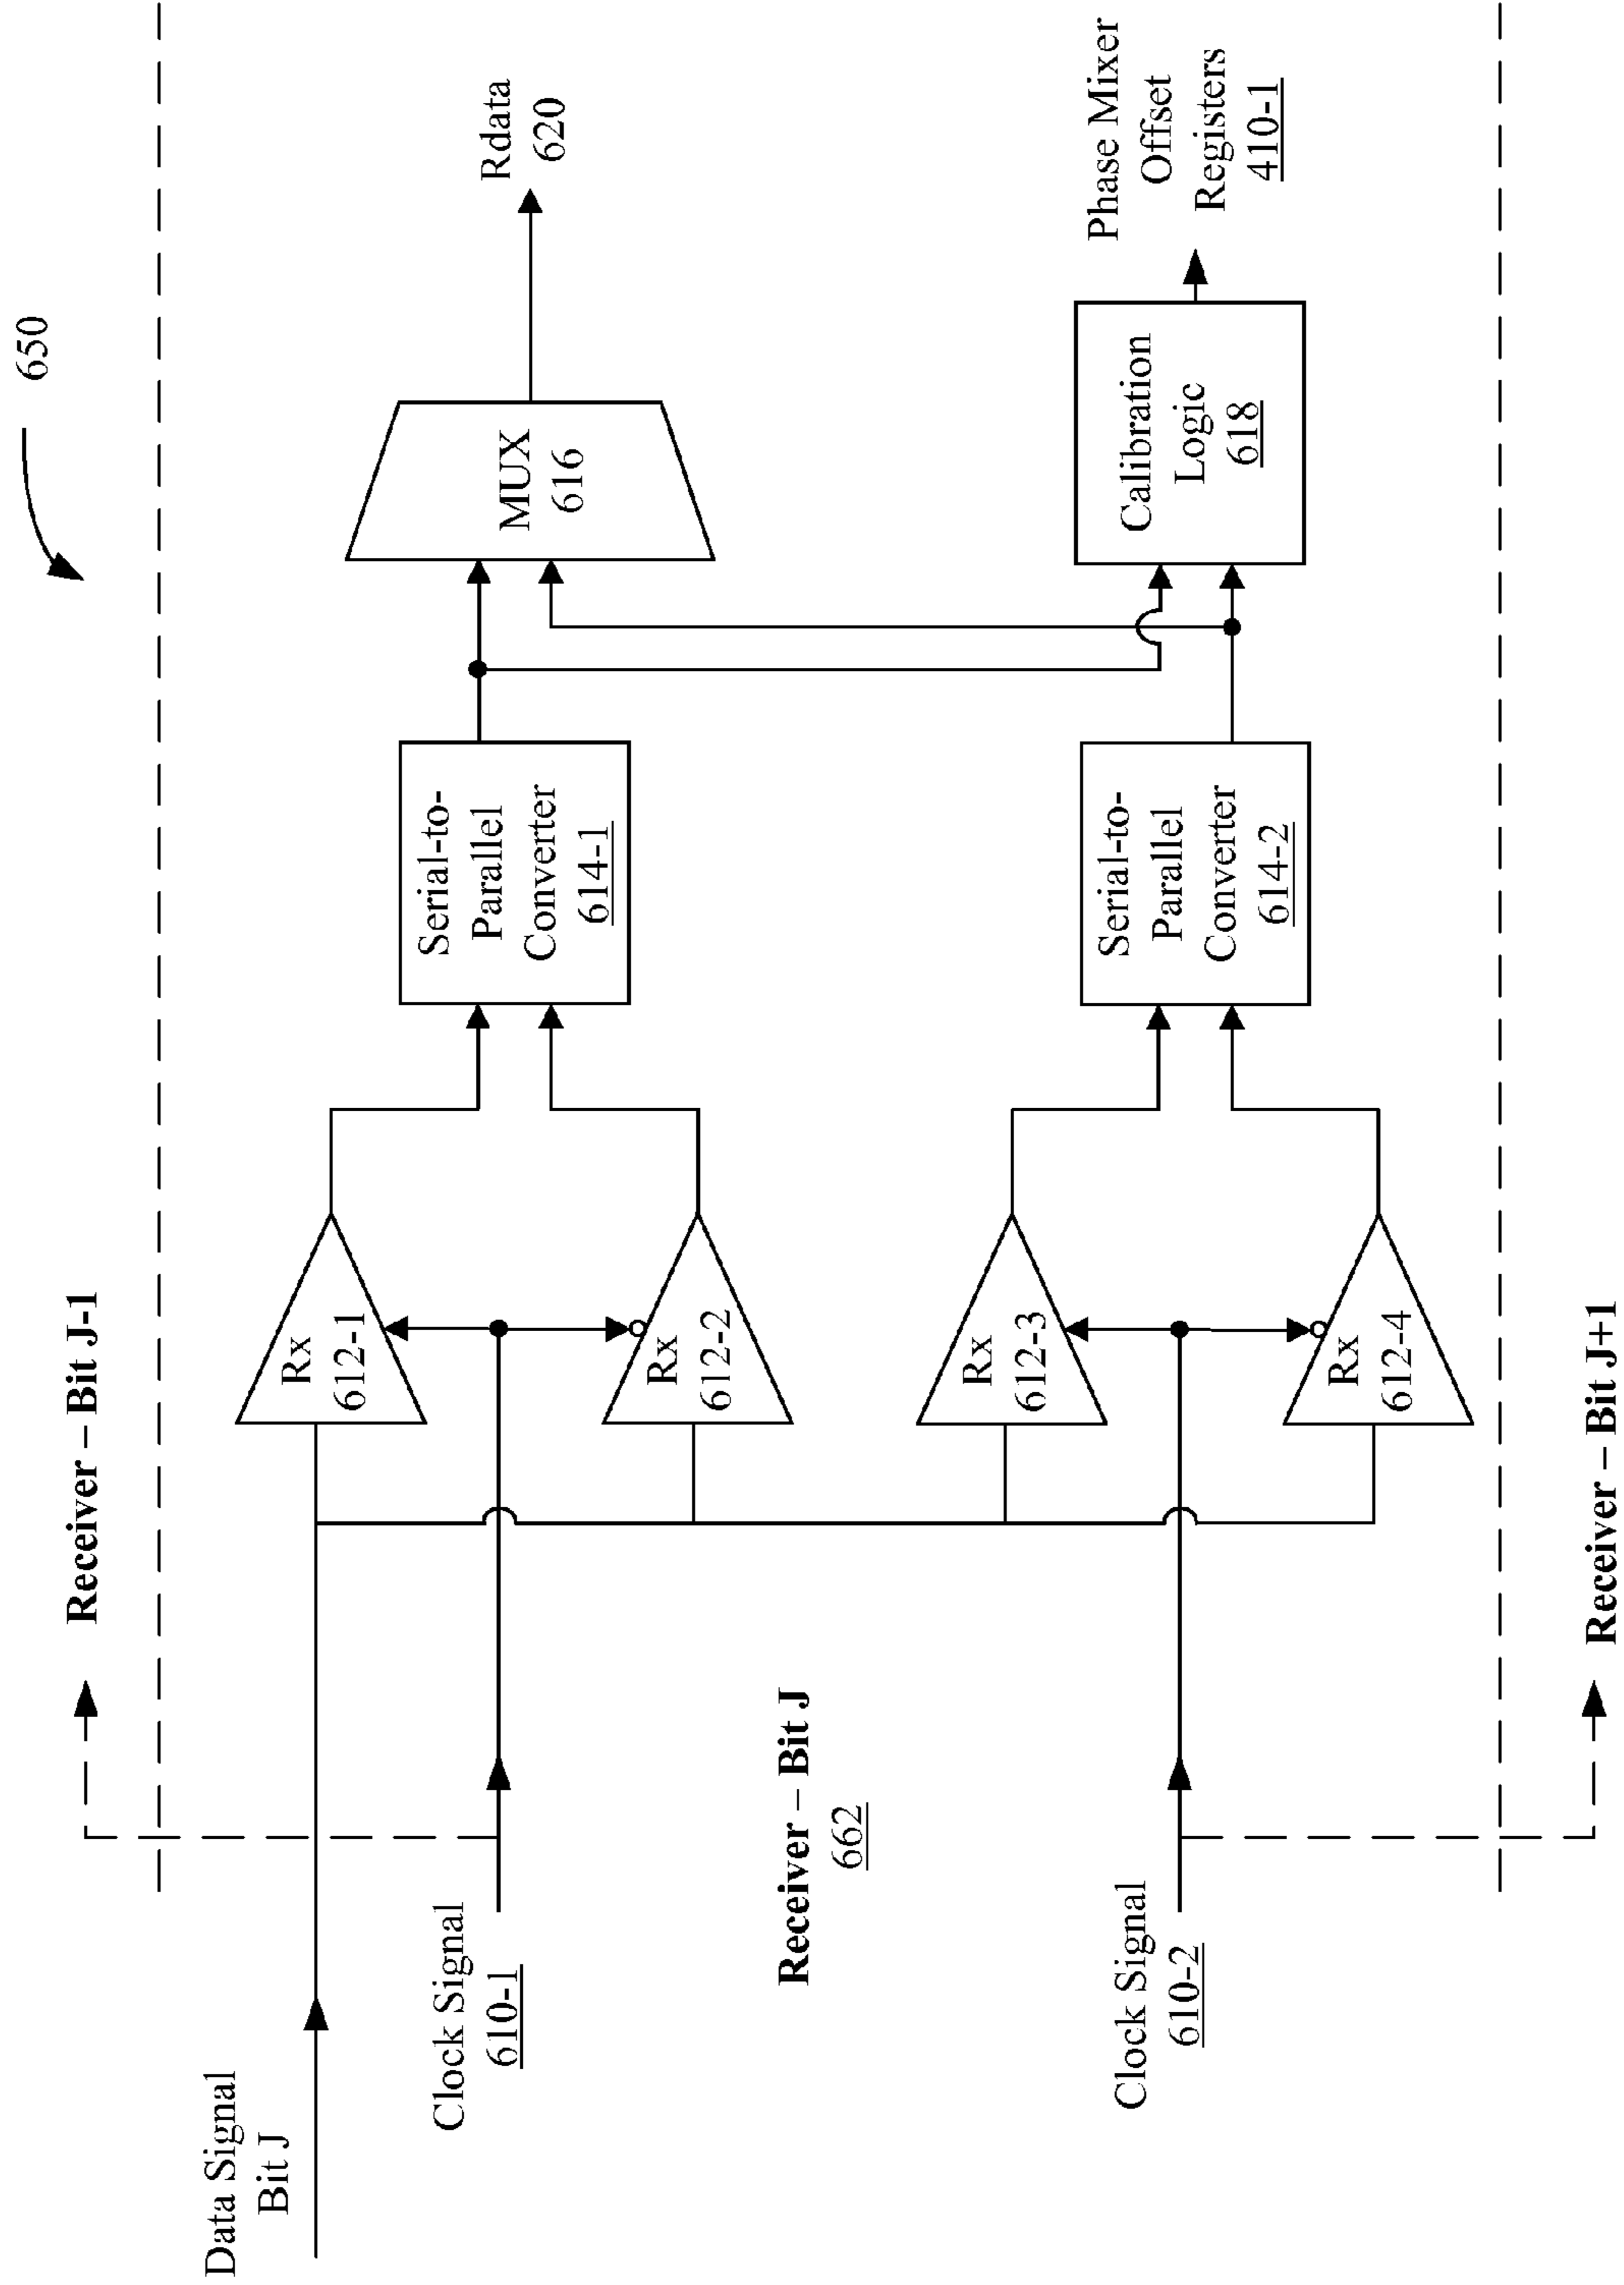 650
Receiver – Bit J-1
Data Signal
Bit J
Clock Signal
610-1
Rx
612-1
Rx
612-2
Serial-to-
Parallel
Converter
614-1
MUX
616
Rdata
620
Receiver – Bit J
662
Clock Signal
610-2
Rx
612-3
Rx
612-4
Serial-to-
Parallel
Converter
614-2
Calibration
Logic
618
Phase Mixer
Offset
Registers
410-1
Receiver – Bit J+1